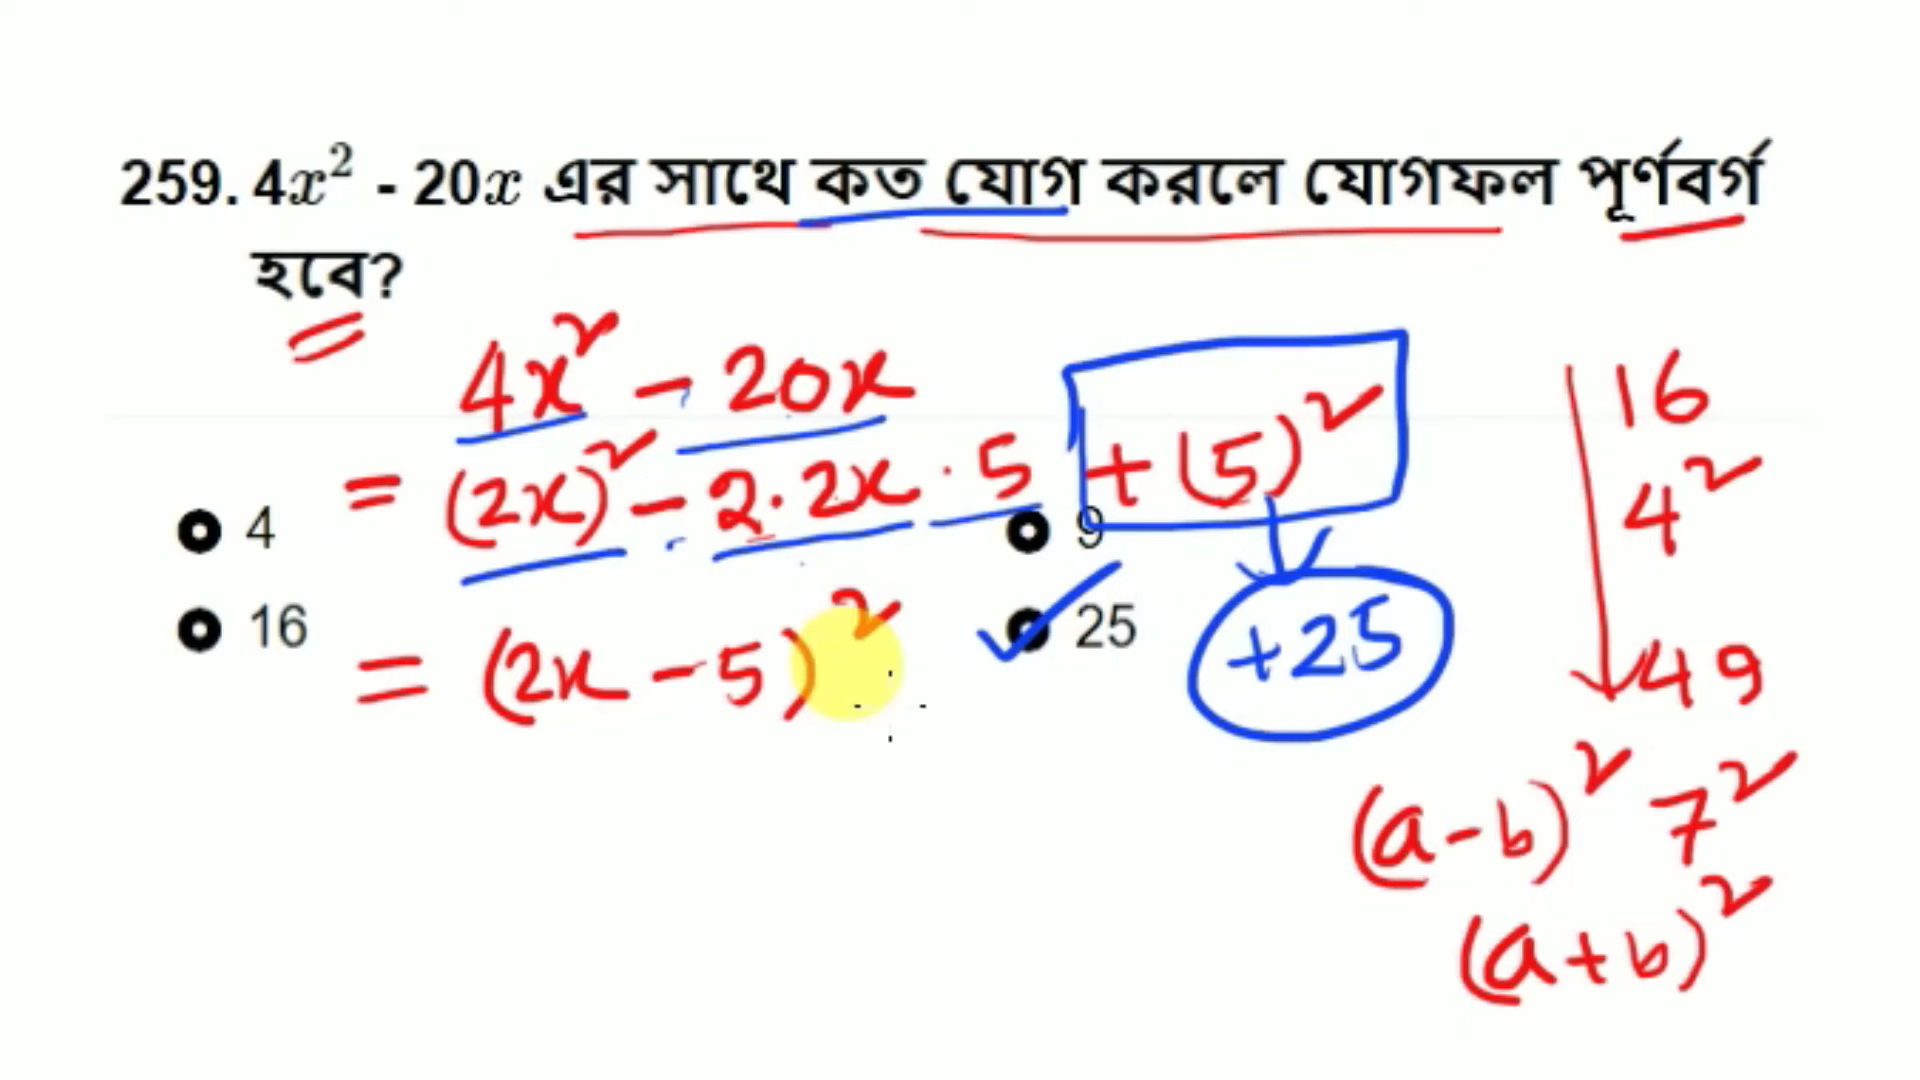 259. 4x² - 20x এর সাথে কত যোগ করলে যোগফল পূর্ণবর্গ
হবে?
4x² - 20x
= (2x)² - 2.2x.5 + (5)²
4
9
16
25
= (2x - 5)²
+25
16
4²
49
(a-b)² 7²
(a+b)²